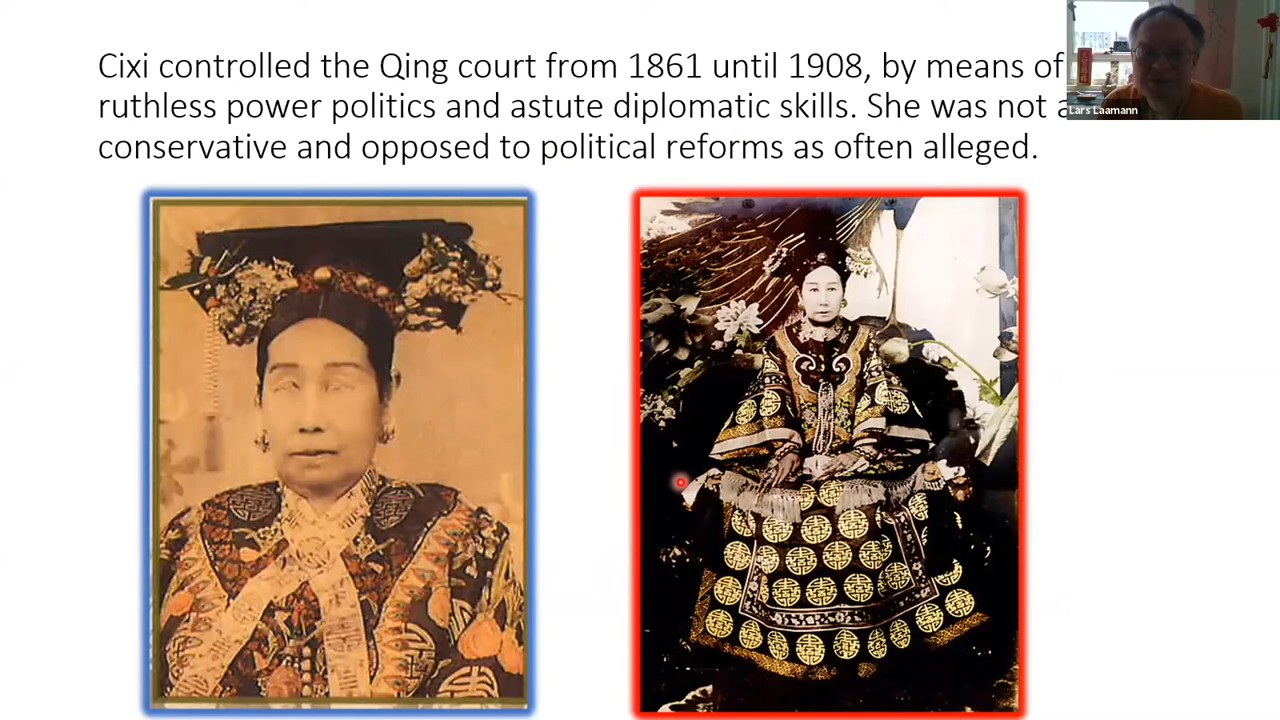 Cixi controlled the Qing court from 1861 until 1908, by means of
ruthless power politics and astute diplomatic skills. She was not a
conservative and opposed to political reforms as often alleged.
Lars Laamann